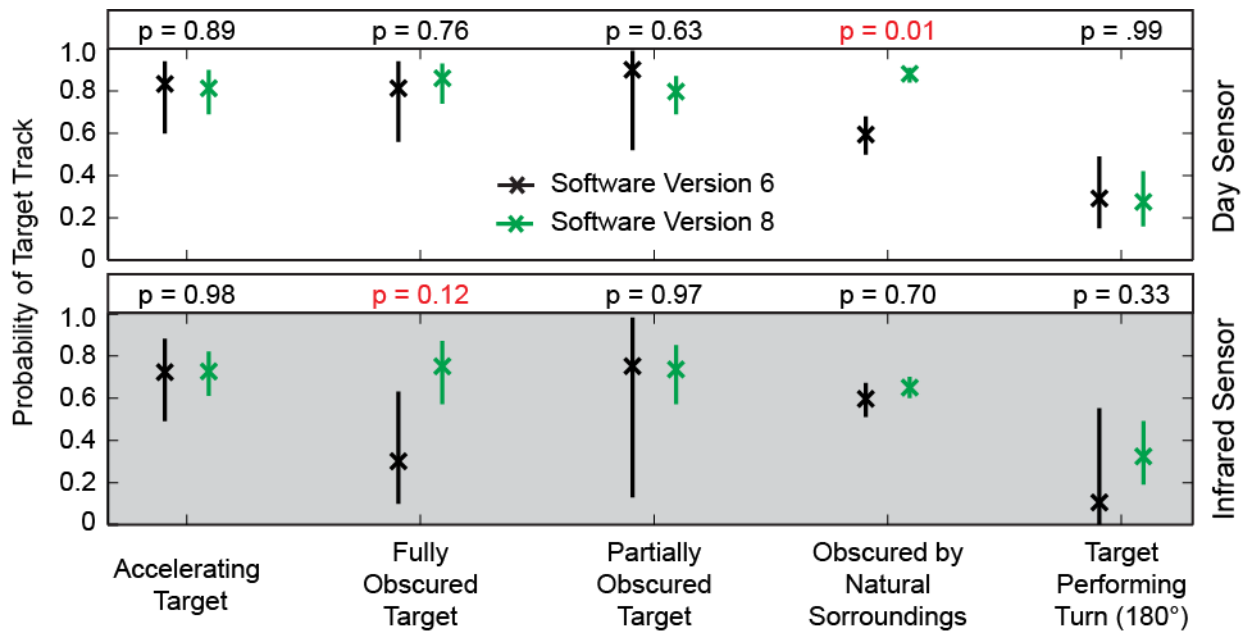 p = 0.89 p = 0.76 p = 0.63 p = 0.01 p = .99
1.0
0.8
0.6
0.4
0.2
0
Software Version 6
Software Version 8
Day Sensor
Probability of Target Track
p = 0.98 p = 0.12 p = 0.97 p = 0.70 p = 0.33
1.0
0.8
0.6
0.4
0.2
0
Infrared Sensor
Accelerating
Target
Fully
Obscured
Target
Partially
Obscured
Target
Obscured by
Natural
Sorroundings
Target
Performing
Turn (180°)